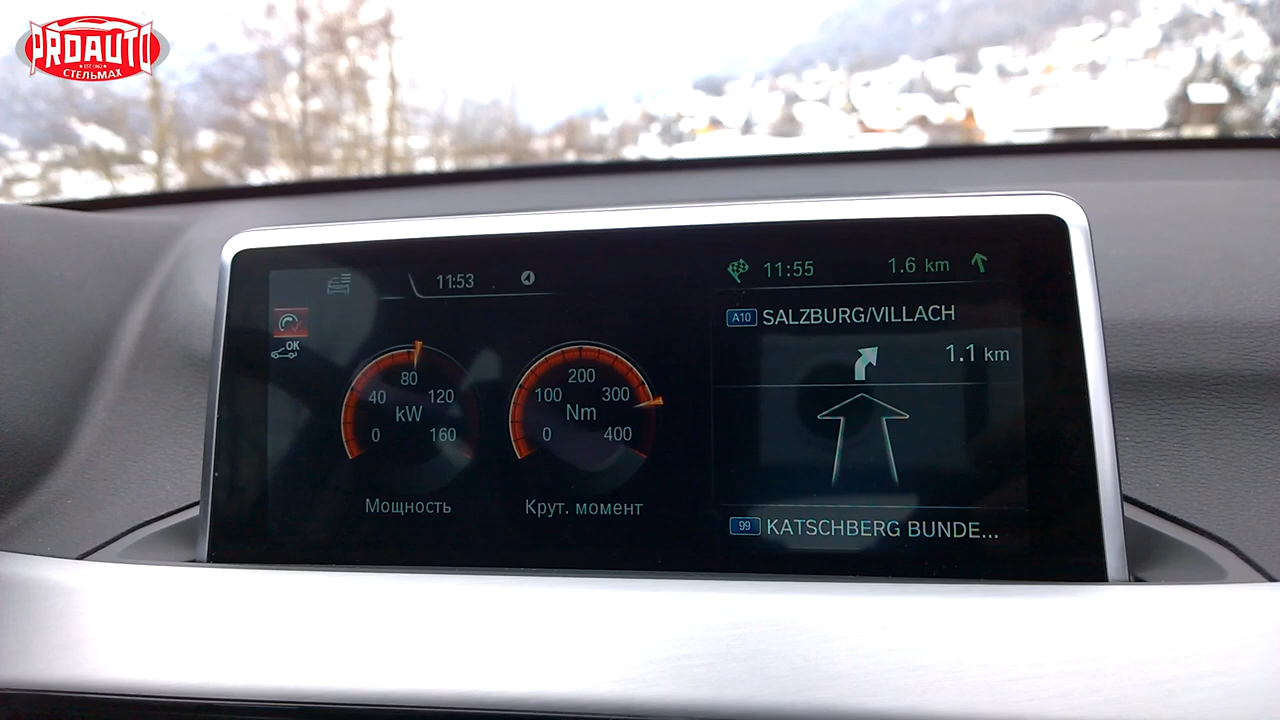 PROAUTO
EST. 1962
СТЕЛЬМАХ
11:53
11:55 1.6 km
A10 SALZBURG/VILLACH
1.1 km
OK
80
40 120
kW
0 160
200
100 300
Nm
0 400
Мощность
Крут. момент
99 KATSCHBERG BUNDE...